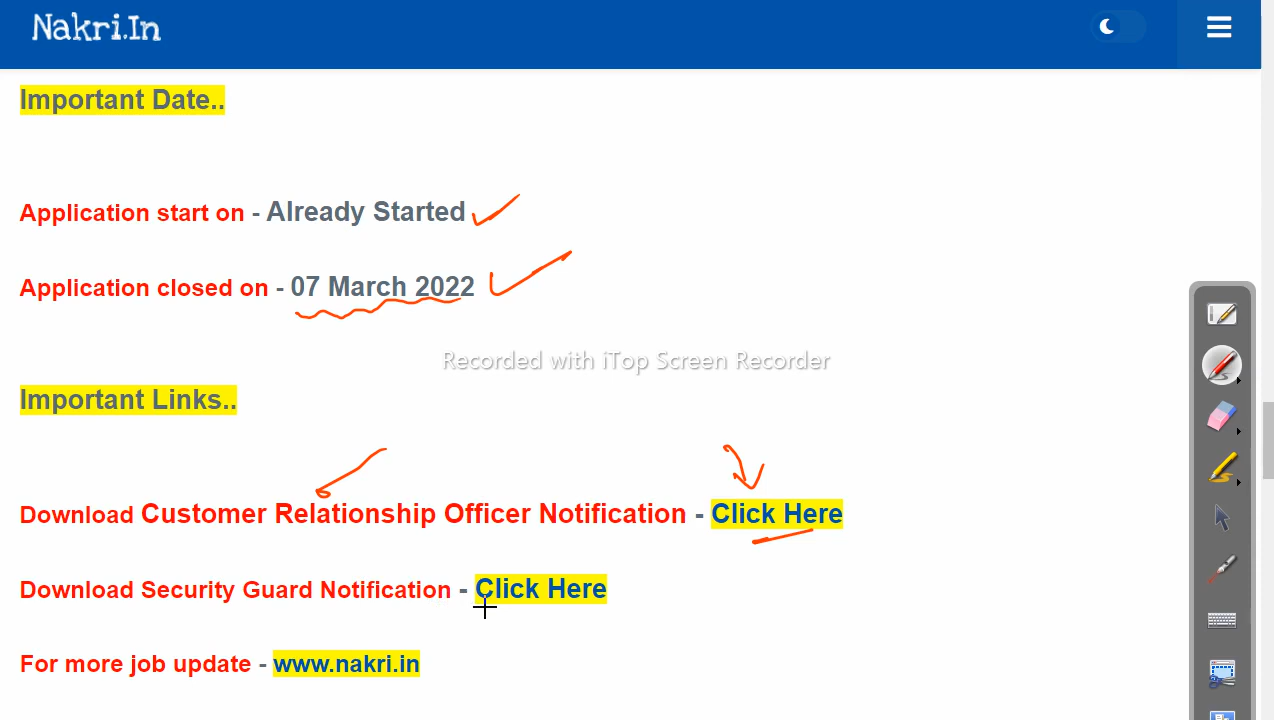 Nakri.In
Important Date..
Application start on - Already Started
Application closed on - 07 March 2022
Recorded with iTop Screen Recorder
Important Links..
Download Customer Relationship Officer Notification - Click Here
Download Security Guard Notification - Click Here
For more job update - www.nakri.in